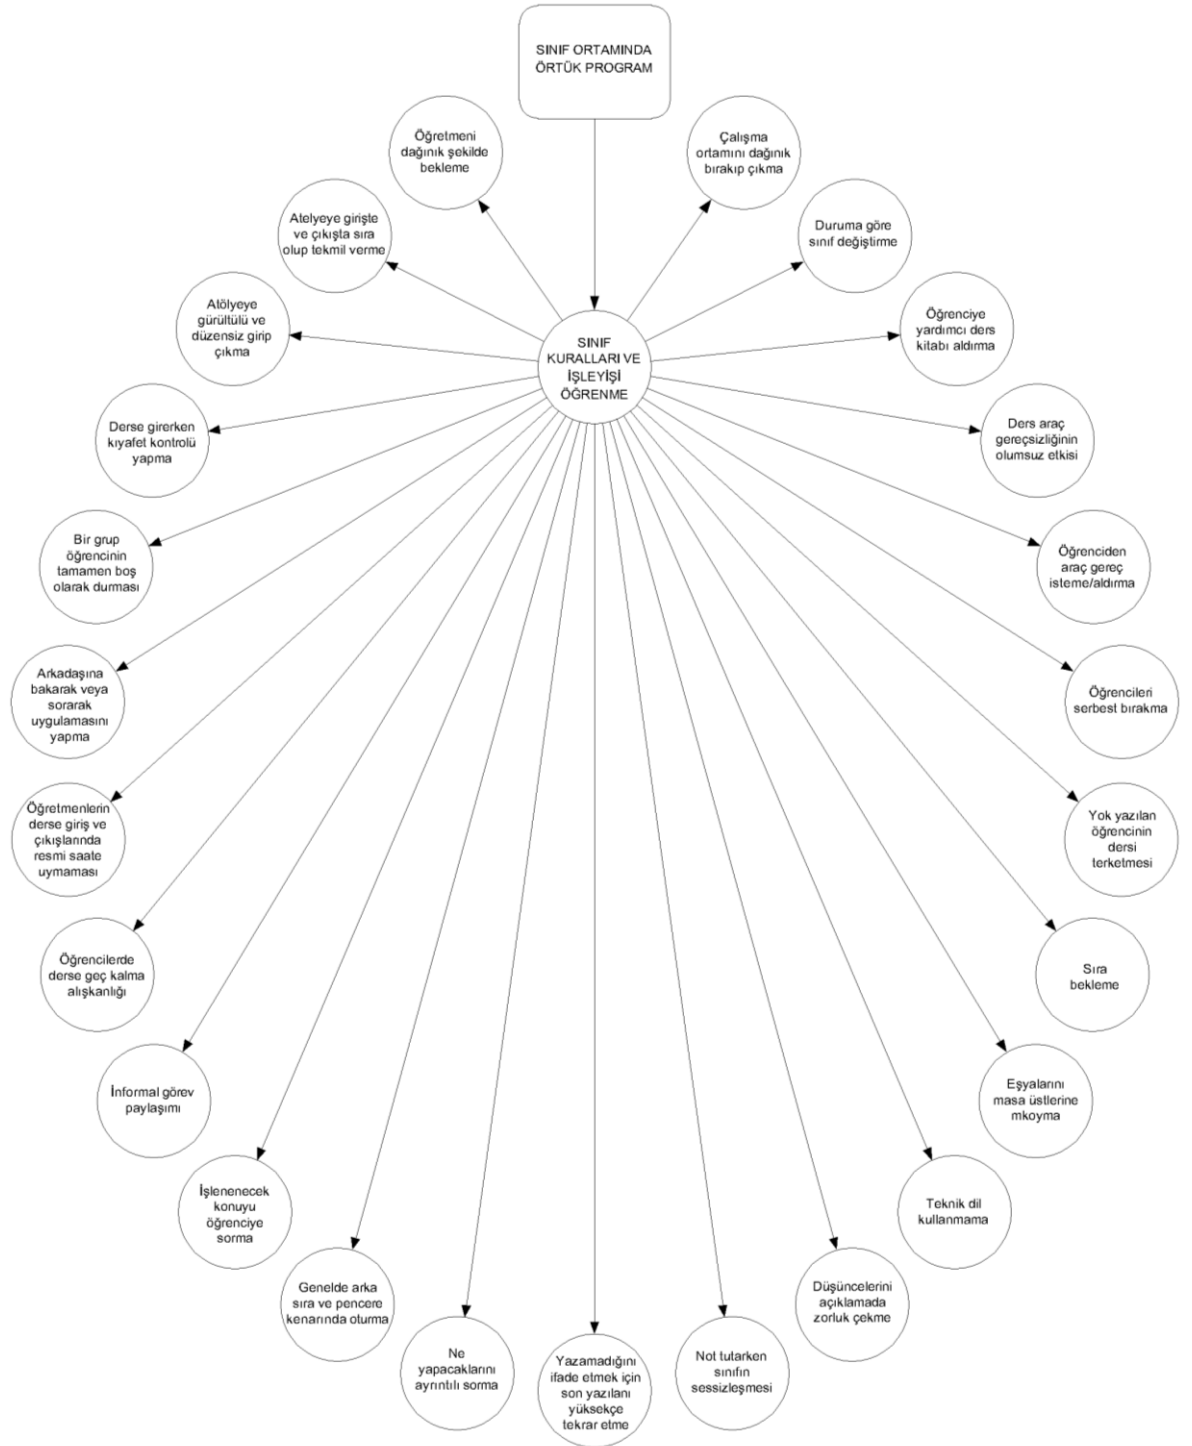 SINIF ORTAMINDA
ÖRTÜK PROGRAM
Öğretmeni
dağınık şekilde
bekleme
Çalışma
ortamını dağınık
bırakıp çıkma
Atelyeye girişte
ve çıkışta sıra
olup tekmil verme
Duruma göre
sınıf değiştirme
Atölyeye
gürültülü ve
düzensiz girip
çıkma
Öğrenciye
yardımcı ders
kitabı aldırma
SINIF
KURALLARI VE
İŞLEYİŞİ
ÖĞRENME
Derse girerken
kıyafet kontrolü
yapma
Ders araç
gereçsizliğinin
olumsuz etkisi
Bir grup
öğrencinin
tamamen boş
olarak durması
Öğrenciden
araç gereç
isteme/aldırma
Arkadaşına
bakarak veya
sorarak
uygulamasını
yapma
Öğrencileri
serbest bırakma
Öğretmenlerin
derse giriş ve
çıkışlarında
resmi saate
uymaması
Yok yazılan
öğrencinin
dersi
terketmesi
Öğrencilerde
derse geç kalma
alışkanlığı
Sıra
bekleme
İnformal görev
paylaşımı
Eşyalarını
masa üstlerine
mkoyma
İşlenenecek
konuyu
öğrenciye
sorma
Teknik dil
kullanmama
Genelde arka
sıra ve pencere
kenarında oturma
Düşüncelerini
açıklamada
zorluk çekme
Ne
yapacaklarını
ayrıntılı sorma
Yazamadığını
ifade etmek için
son yazılanı
yüksekçe
tekrar etme
Not tutarken
sınıfın
sessizleşmesi